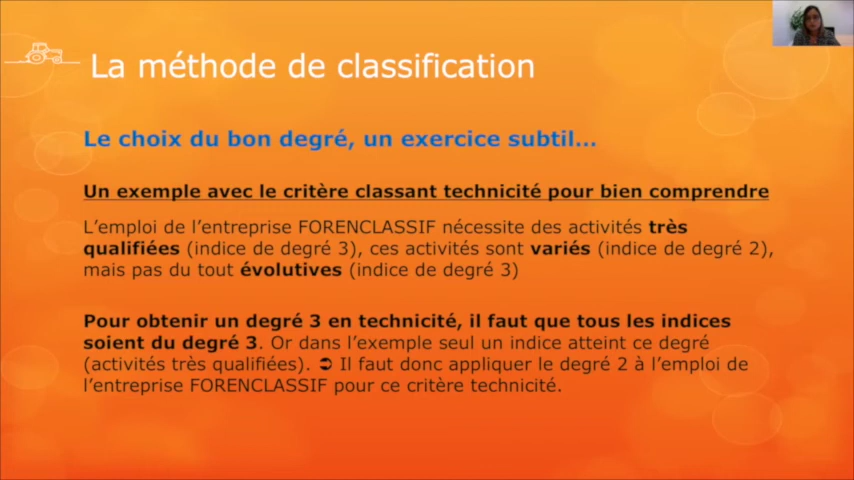 La méthode de classification
Le choix du bon degré, un exercice subtil...
Un exemple avec le critère classant technicité pour bien comprendre
L'emploi de l'entreprise FORENCLASSIF nécessite des activités très
qualifiées (indice de degré 3), ces activités sont variés (indice de degré 2),
mais pas du tout évolutives (indice de degré 3)
Pour obtenir un degré 3 en technicité, il faut que tous les indices
soient du degré 3. Or dans l'exemple seul un indice atteint ce degré
(activités très qualifiées). ➲ Il faut donc appliquer le degré 2 à l'emploi de
l'entreprise FORENCLASSIF pour ce critère technicité.